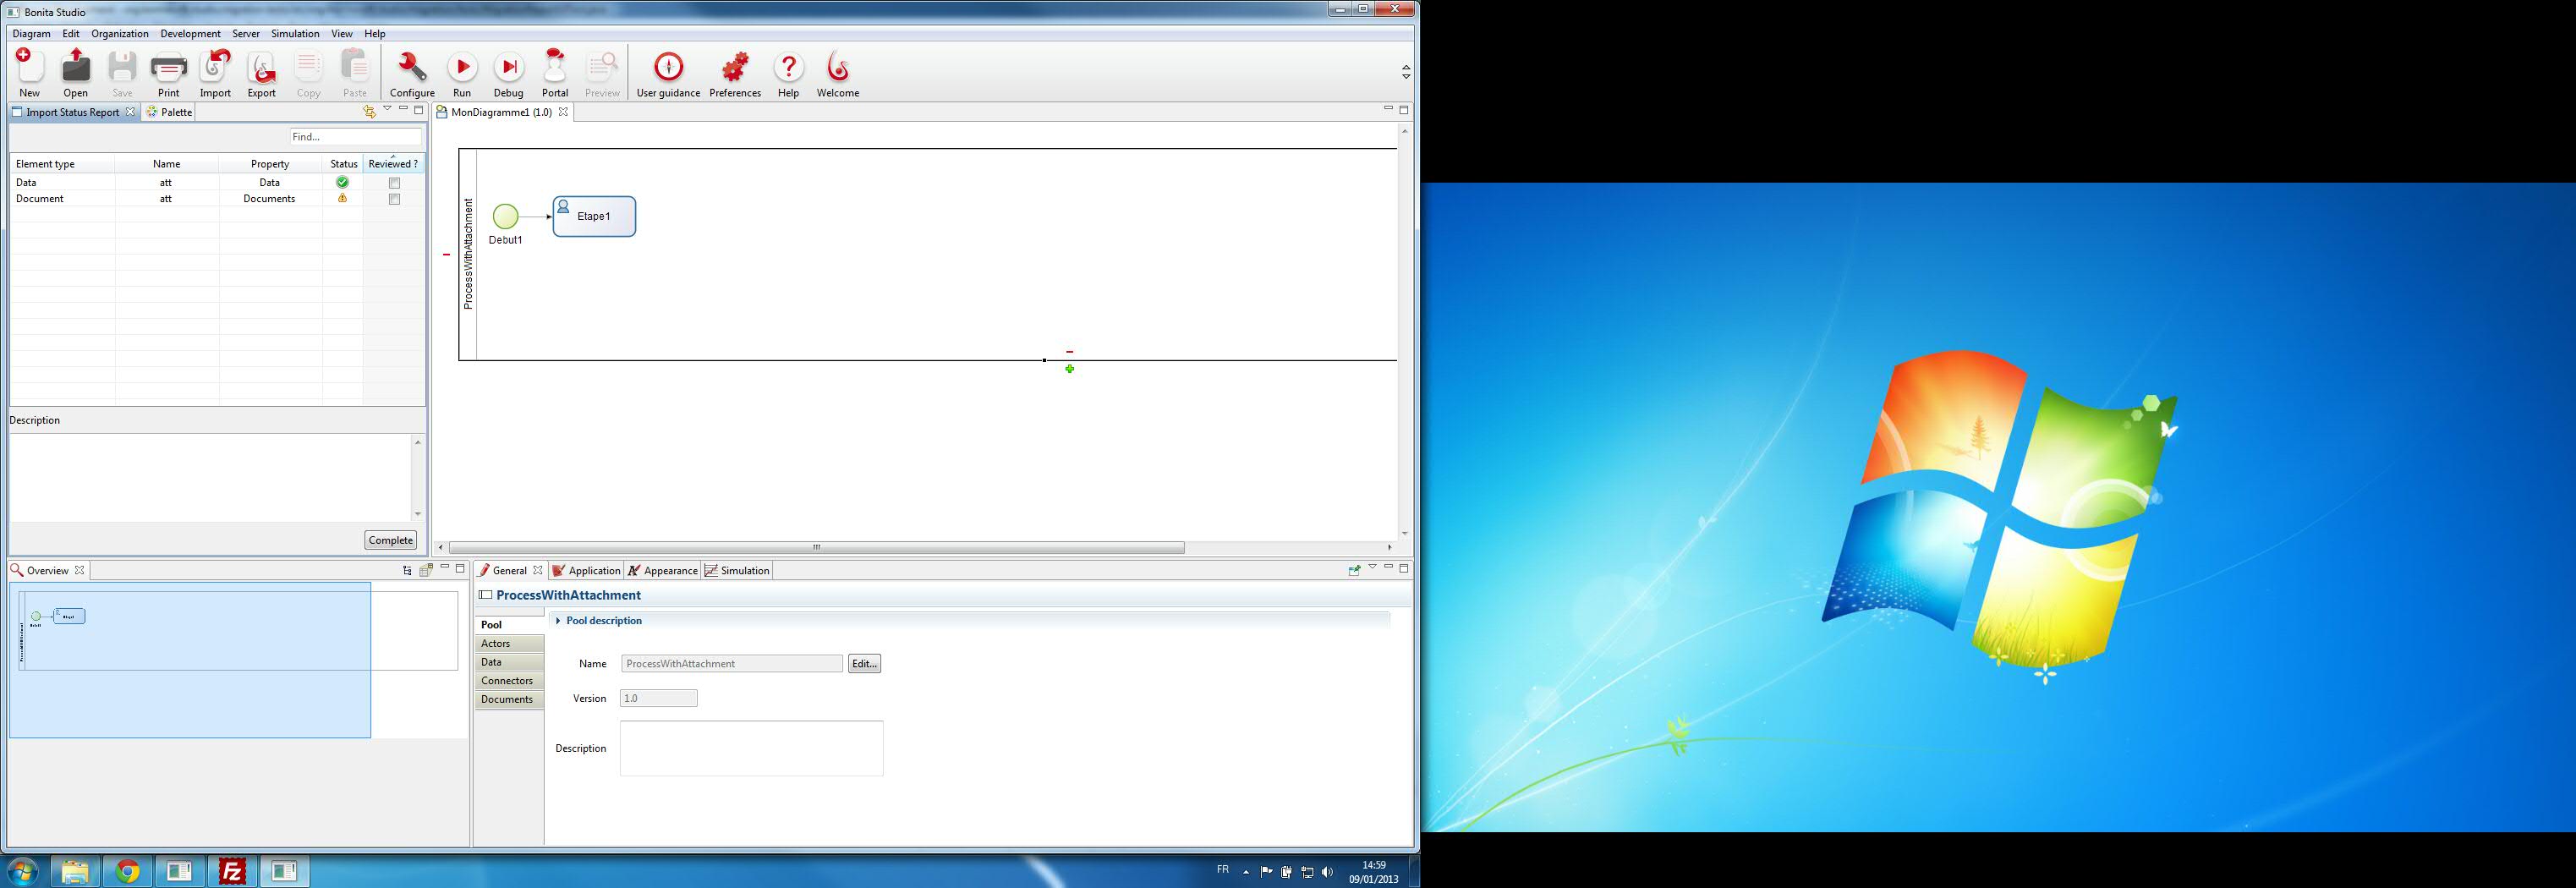 Bonita Studio
Diagram Edit Organization Development Server Simulation View Help
New Open Save Print Import Export Copy Paste Configure Run Debug Portal Preview User guidance Preferences Help Welcome
Import Status Report Palette
Find...
Element type Name Property Status Reviewed ?
Data att Data
Document att Documents
Description
Complete
MonDiagramme1 (1.0)
ProcessWithAttachment
Debut1
Etape1
Overview
General Application Appearance Simulation
ProcessWithAttachment
Pool
Actors
Data
Connectors
Documents
Pool description
Name ProcessWithAttachment Edit...
Version 1.0
Description
FR
14:59
09/01/2013